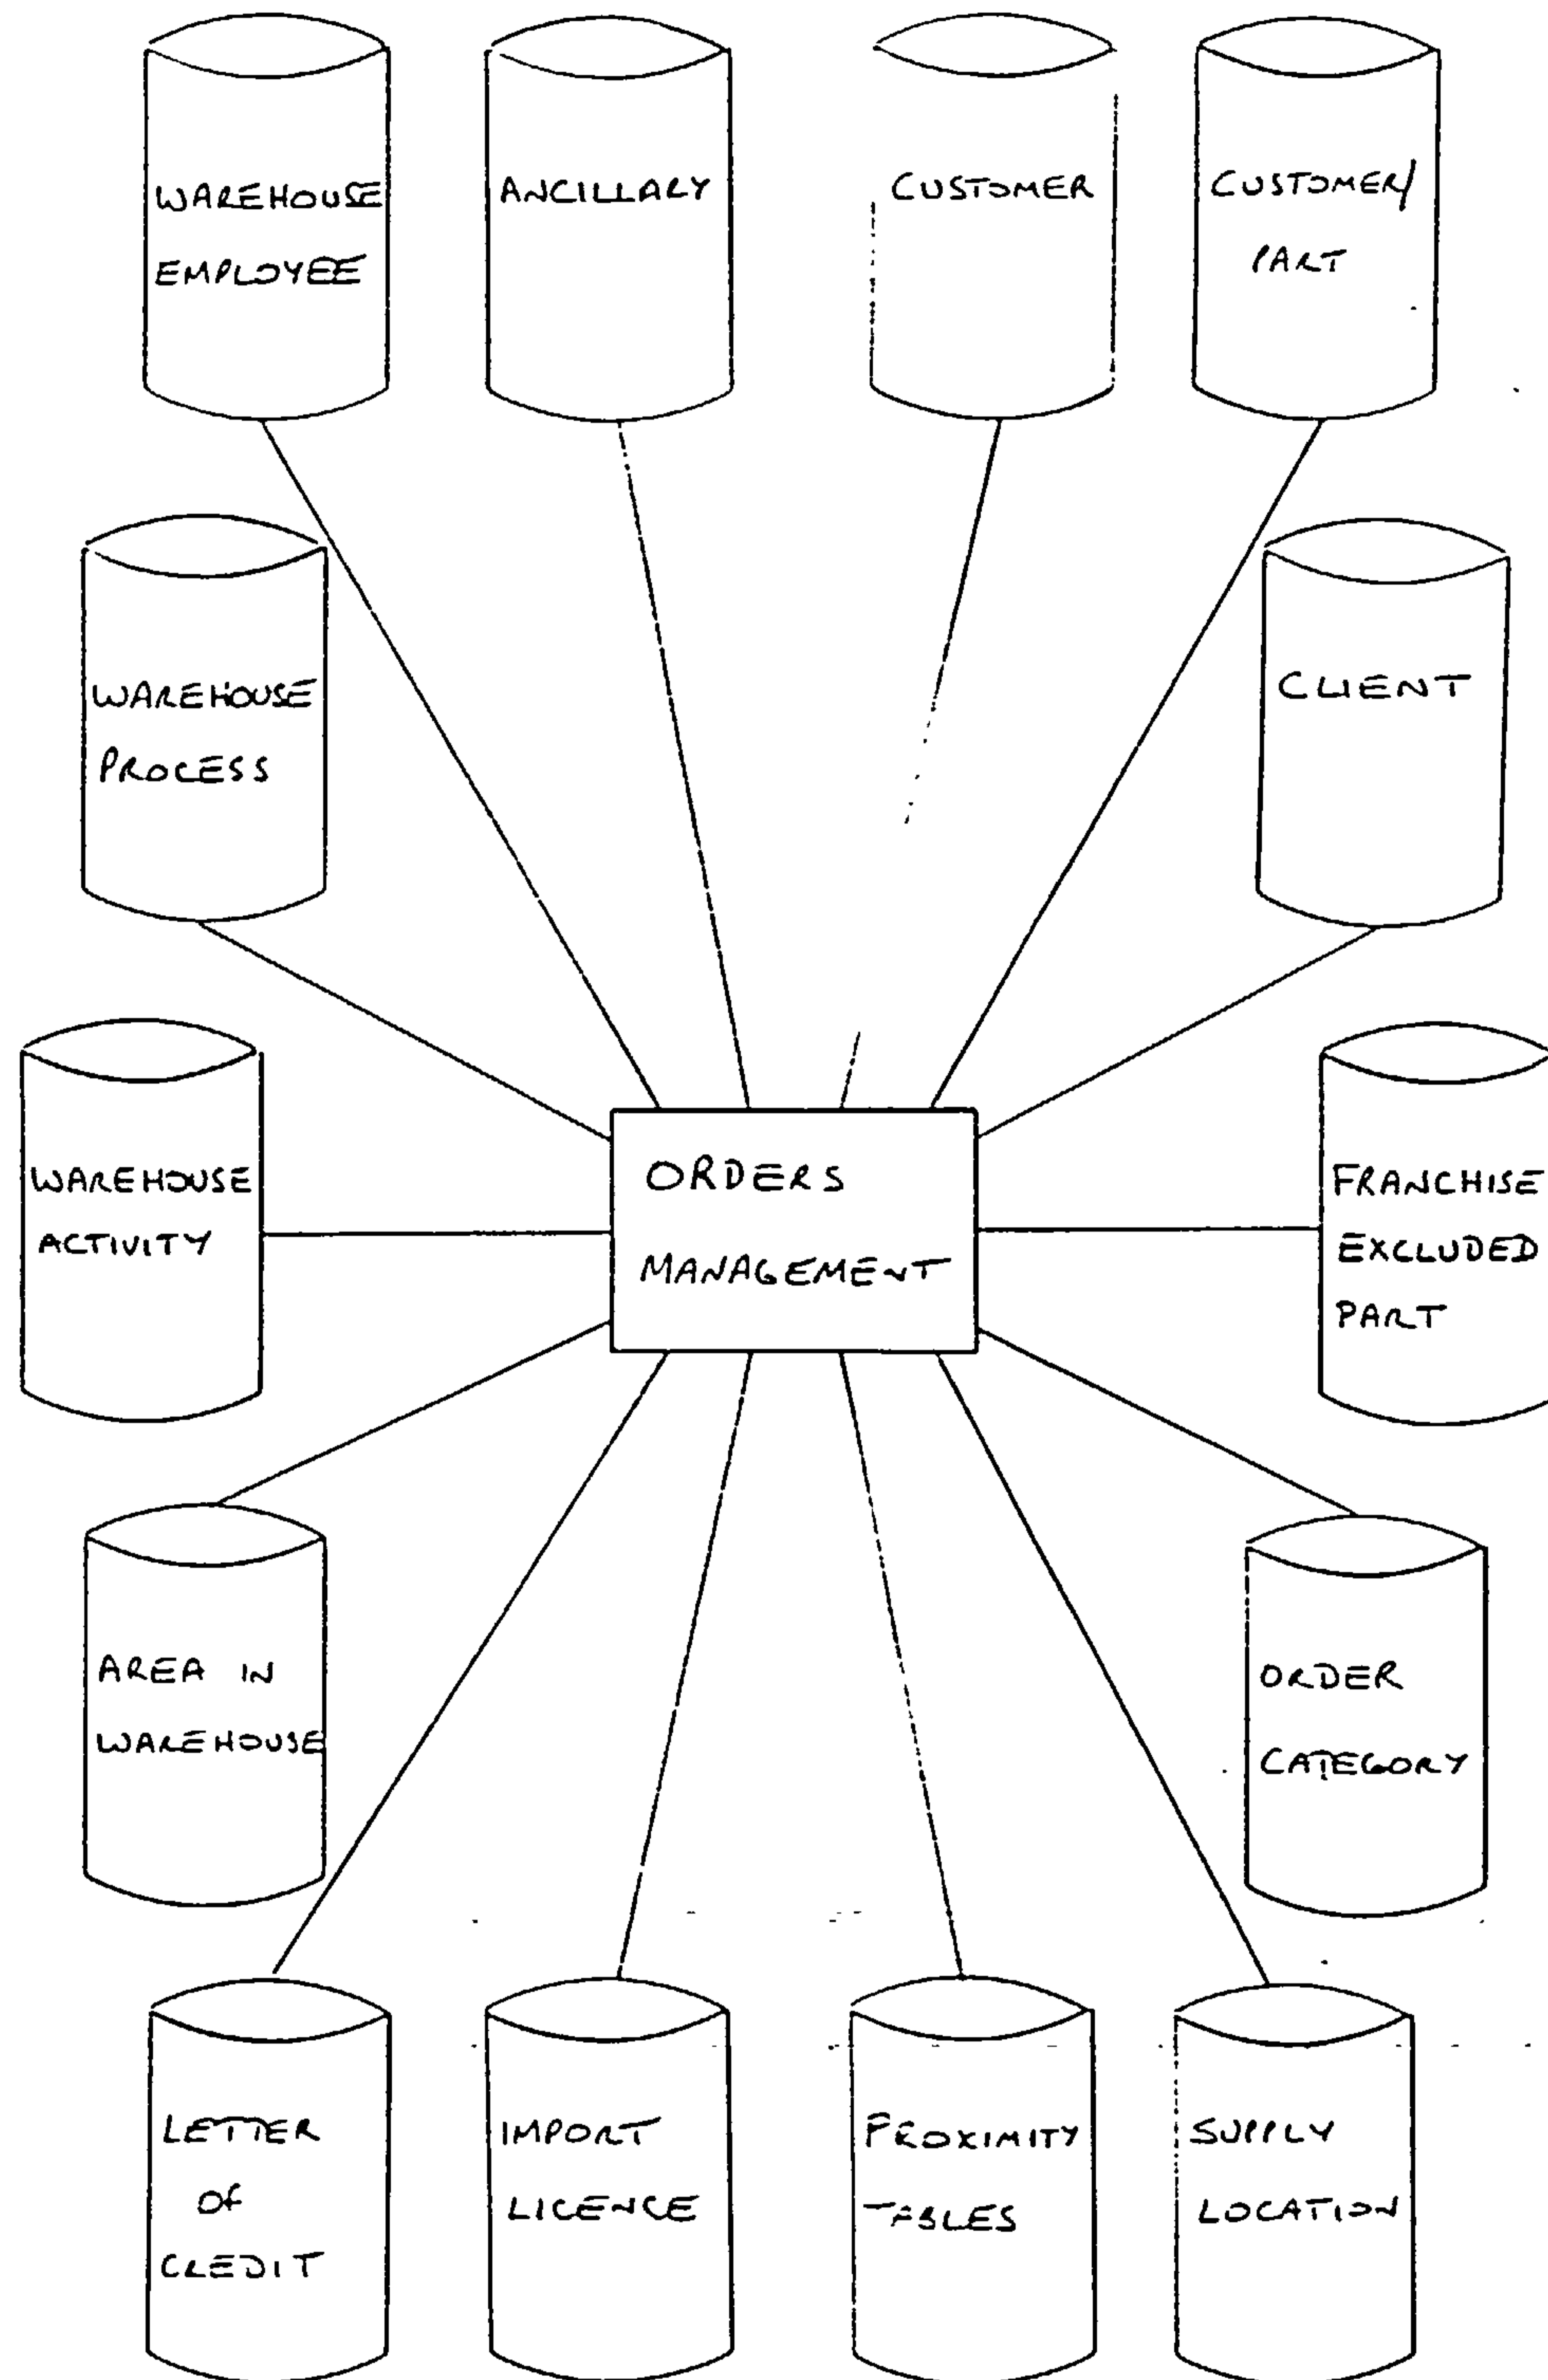 WAREHOUSE
EMPLOYEE
ANCILLARY
CUSTOMER
CUSTOMER/
PART
WAREHOUSE
PROCESS
CLIENT
WAREHOUSE
ACTIVITY
ORDERS
MANAGEMENT
FRANCHISE
EXCLUDED
PART
AREA IN
WAREHOUSE
ORDER
CATEGORY
LETTER
OF
CREDIT
IMPORT
LICENCE
PROXIMITY
TABLES
SUPPLY
LOCATION